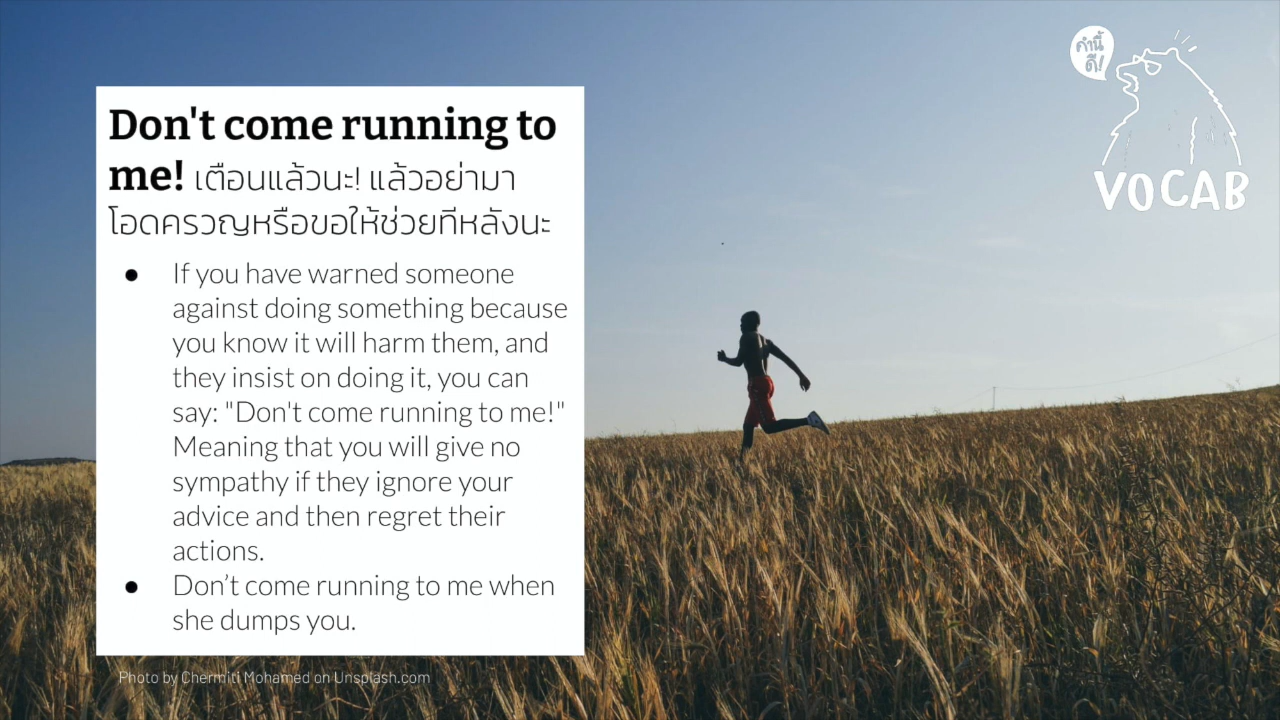 คำนี้
ดี!
VOCAB
Don't come running to
me! เตือนแล้วนะ! แล้วอย่ามา
โอดครวญหรือขอให้ช่วยทีหลังนะ
● If you have warned someone
against doing something because
you know it will harm them, and
they insist on doing it, you can
say: "Don't come running to me!"
Meaning that you will give no
sympathy if they ignore your
advice and then regret their
actions.
● Don’t come running to me when
she dumps you.
Photo by Chermiti Mohamed on Unsplash.com